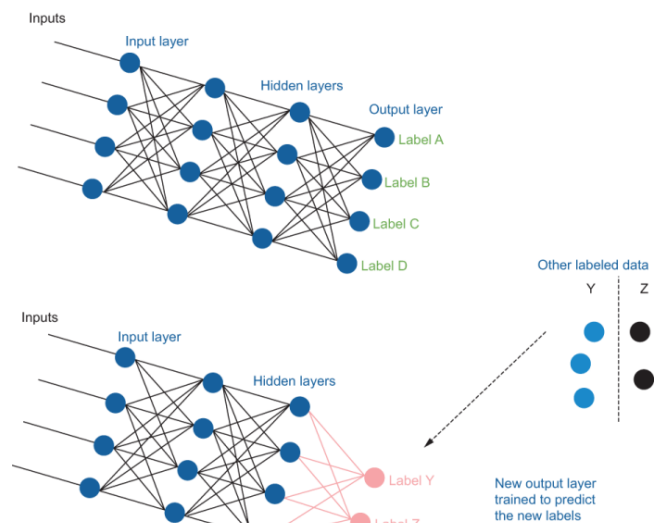 Inputs
Input layer
Hidden layers
Output layer
Label A
Label B
Label C
Label D
Other labeled data
Y
Z
Inputs
Input layer
Hidden layers
Label Y
Label Z
New output layer
trained to predict
the new labels